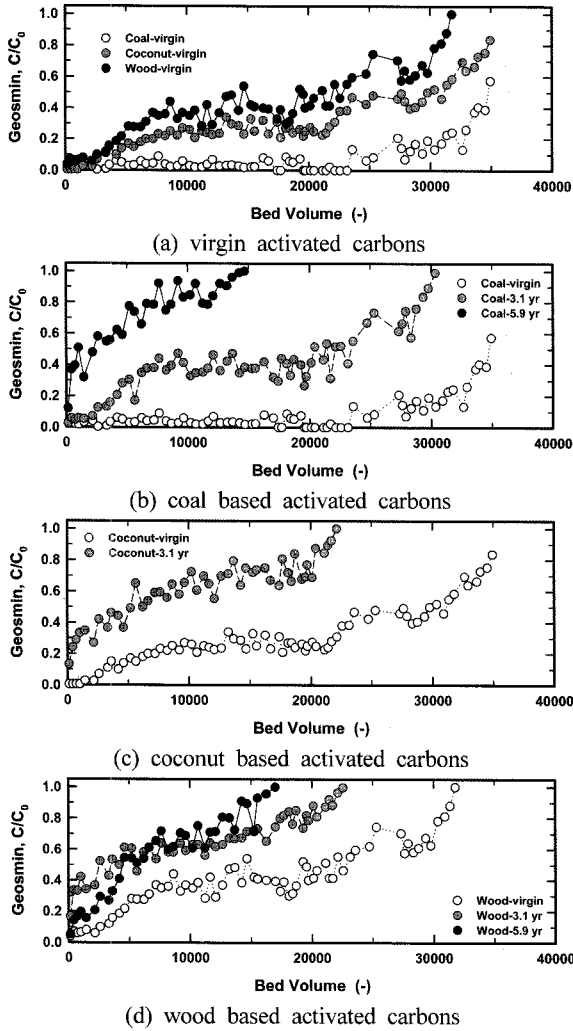 Geosmin, C/C0
1.0
0.8
0.6
0.4
0.2
0.0
Coal-virgin
Coconut-virgin
Wood-virgin
0
10000
20000
30000
40000
Bed Volume (-)
(a) virgin activated carbons
Geosmin, C/C0
1.0
0.8
0.6
0.4
0.2
0.0
Coal-virgin
Coal-3.1 yr
Coal-5.9 yr
0
10000
20000
30000
40000
Bed Volume (-)
(b) coal based activated carbons
Geosmin, C/C0
1.0
0.8
0.6
0.4
0.2
0.0
Coconut-virgin
Coconut-3.1 yr
0
10000
20000
30000
40000
Bed Volume (-)
(c) coconut based activated carbons
Geosmin, C/C0
1.0
0.8
0.6
0.4
0.2
0.0
Wood-virgin
Wood-3.1 yr
Wood-5.9 yr
0
10000
20000
30000
40000
Bed Volume (-)
(d) wood based activated carbons